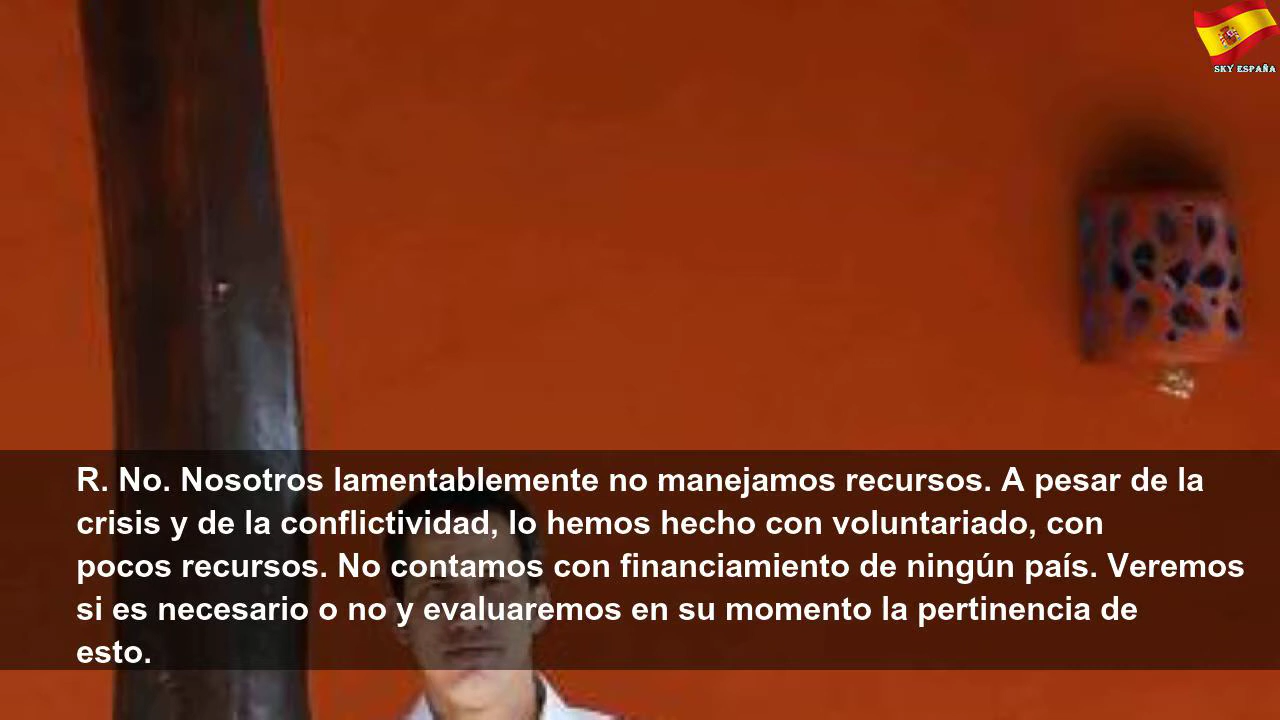 SKY ESPAÑA
R. No. Nosotros lamentablemente no manejamos recursos. A pesar de la
crisis y de la conflictividad, lo hemos hecho con voluntariado, con
pocos recursos. No contamos con financiamiento de ningún país. Veremos
si es necesario o no y evaluaremos en su momento la pertinencia de
esto.